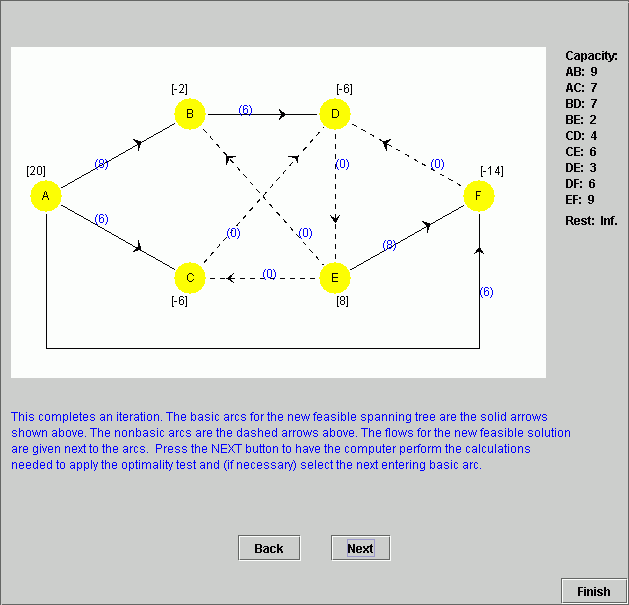 Capacity:
AB: 9
AC: 7
BD: 7
BE: 2
CD: 4
CE: 6
DE: 3
DF: 6
EF: 9
Rest: Inf.
[-2]
[-6]
B
(6)
D
(8)
(0)
(0)
[20]
[-14]
A
F
(6)
(0)
(0)
(8)
C
(0)
E
(6)
[-6]
[8]
This completes an iteration. The basic arcs for the new feasible spanning tree are the solid arrows
shown above. The nonbasic arcs are the dashed arrows above. The flows for the new feasible solution
are given next to the arcs. Press the NEXT button to have the computer perform the calculations
needed to apply the optimality test and (if necessary) select the next entering basic arc.
Back
Next
Finish